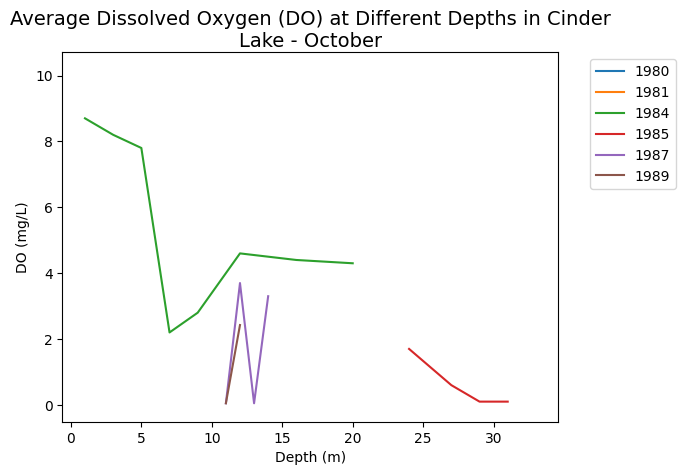 Average Dissolved Oxygen (DO) at Different Depths in Cinder
Lake - October
10
8
6
4
2
0
DO (mg/L)
0 5 10 15 20 25 30
Depth (m)
1980
1981
1984
1985
1987
1989